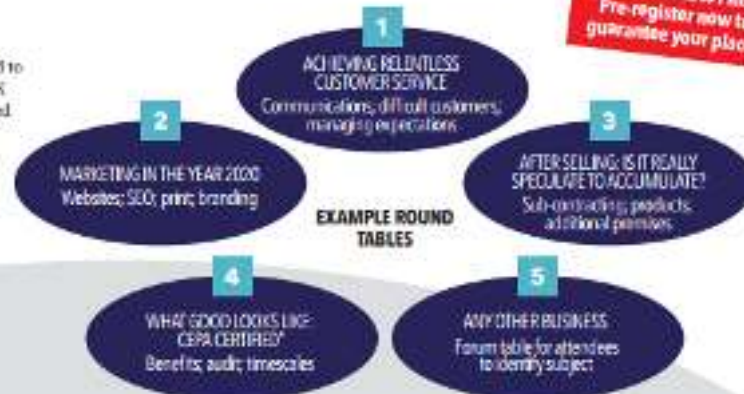 Pre-register now to
guarantee your place
1
ACHIEVING RELENTLESS
CUSTOMER SERVICE
Communications; difficult customers;
managing expectations
2
MARKETING IN THE YEAR 2020
Websites; SEO; print; branding
3
AFTER SELLING: IS IT REALLY
SPECULATE TO ACCUMULATE?
Sub-contracting; products
additional premises
EXAMPLE ROUND
TABLES
4
WHAT GOOD LOOKS LIKE:
CEPA CERTIFIED*
Benefits; audit; timescales
5
ANY OTHER BUSINESS
Forum table for attendees
to identify subject